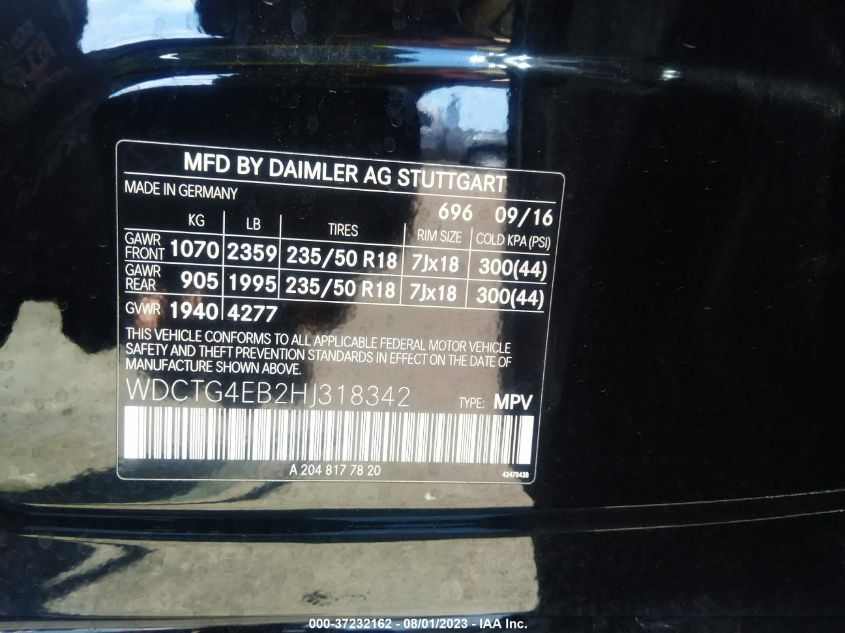 MFD BY DAIMLER AG STUTTGART
MADE IN GERMANY
696 09/16
KG LB TIRES RIM SIZE COLD KPA (PSI)
GAWR FRONT 1070 2359 235/50 R18 7Jx18 300(44)
GAWR REAR 905 1995 235/50 R18 7Jx18 300(44)
GVWR 1940 4277
THIS VEHICLE CONFORMS TO ALL APPLICABLE FEDERAL MOTOR VEHICLE
SAFETY AND THEFT PREVENTION STANDARDS IN EFFECT ON THE DATE OF
MANUFACTURE SHOWN ABOVE.
WDCTG4EB2HJ318342 TYPE: MPV
A 204 817 78 20 42478438
000-37232162 - 08/01/2023 - IAA Inc.